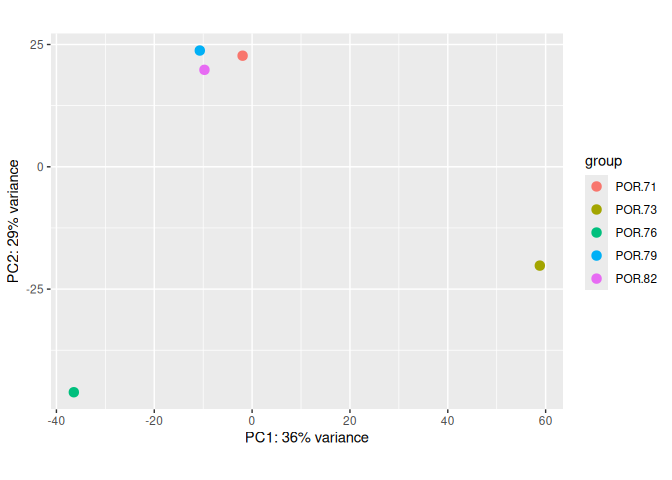 25
0
-25
-40
-20
0
20
40
60
PC1: 36% variance
PC2: 29% variance
group
POR.71
POR.73
POR.76
POR.79
POR.82